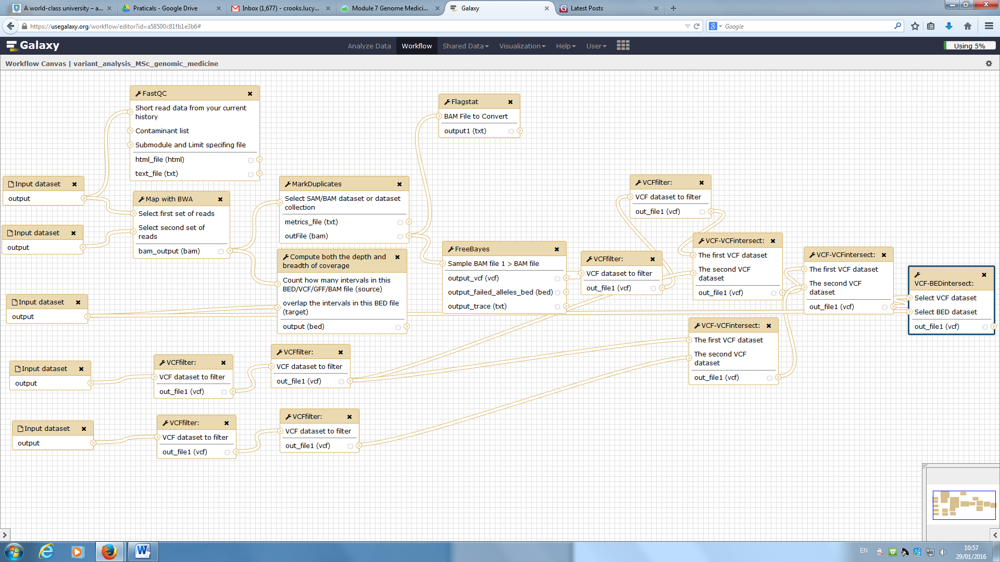 A world-class university – a...
Praticals - Google Drive
Inbox (1,677) - crooks.lucy...
Module 7 Genome Medici...
Galaxy
Latest Posts
https://usegalaxy.org/workflow/editor?id=a58500c81fb1e3b6#
Google
Galaxy
Analyze Data
Workflow
Shared Data
Visualization
Help
User
Using 5%
Workflow Canvas | variant_analysis_MSc_genomic_medicine
FastQC
Short read data from your current
history
Contaminant list
Submodule and Limit specifing file
html_file (html)
text_file (txt)
Flagstat
BAM File to Convert
output1 (txt)
Input dataset
output
Input dataset
output
Map with BWA
Select first set of reads
Select second set of
reads
bam_output (bam)
MarkDuplicates
Select SAM/BAM dataset or dataset
collection
metrics_file (txt)
outFile (bam)
Compute both the depth and
breadth of coverage
Count how many intervals in this
BED/VCF/GFF/BAM file (source)
overlap the intervals in this BED file
(target)
output (bed)
FreeBayes
Sample BAM file 1 > BAM file
output_vcf (vcf)
output_failed_alleles_bed (bed)
output_trace (txt)
VCFfilter:
VCF dataset to filter
out_file1 (vcf)
VCFfilter:
VCF dataset to filter
out_file1 (vcf)
VCF-VCFintersect:
The first VCF dataset
The second VCF
dataset
out_file1 (vcf)
VCF-VCFintersect:
The first VCF dataset
The second VCF
dataset
out_file1 (vcf)
VCF-BEDintersect:
Select VCF dataset
Select BED dataset
out_file1 (vcf)
VCF-VCFintersect:
The first VCF dataset
The second VCF
dataset
out_file1 (vcf)
Input dataset
output
Input dataset
output
VCFfilter:
VCF dataset to filter
out_file1 (vcf)
VCFfilter:
VCF dataset to filter
out_file1 (vcf)
Input dataset
output
VCFfilter:
VCF dataset to filter
out_file1 (vcf)
VCFfilter:
VCF dataset to filter
out_file1 (vcf)
EN
10:57
29/01/2016